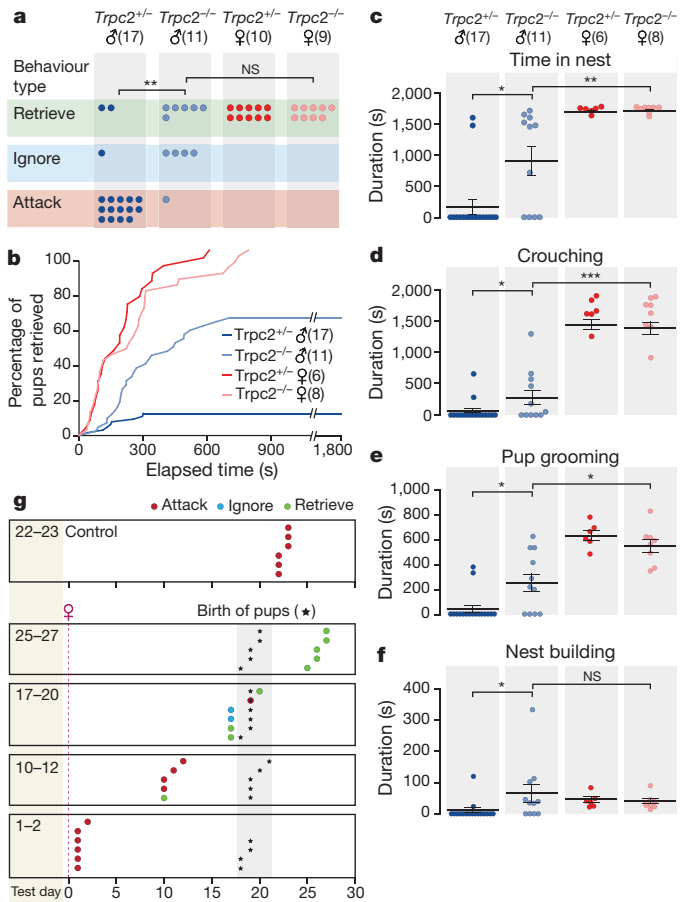 a
Trpc2+/− Trpc2−/− Trpc2+/− Trpc2−/−
♂(17) ♂(11) ♀(10) ♀(9)
Behaviour
type
** NS
Retrieve
Ignore
Attack
b
Percentage of
pups retrieved
100
80
60
40
20
0
Trpc2+/− ♂(17)
Trpc2−/− ♂(11)
Trpc2+/− ♀(6)
Trpc2−/− ♀(8)
0 300 600 900 1,800
Elapsed time (s)
g
Attack Ignore Retrieve
22–23 Control
♀ Birth of pups (★)
25–27
17–20
10–12
1–2
Test day 0 5 10 15 20 25 30
c
Trpc2+/− Trpc2−/− Trpc2+/− Trpc2−/−
♂(17) ♂(11) ♀(6) ♀(8)
Time in nest
* **
Duration (s)
2,000
1,500
1,000
500
0
d
Crouching
* ***
Duration (s)
2,000
1,500
1,000
500
0
e
Pup grooming
* *
Duration (s)
1,000
800
600
400
200
0
f
Nest building
* NS
Duration (s)
400
300
200
100
0